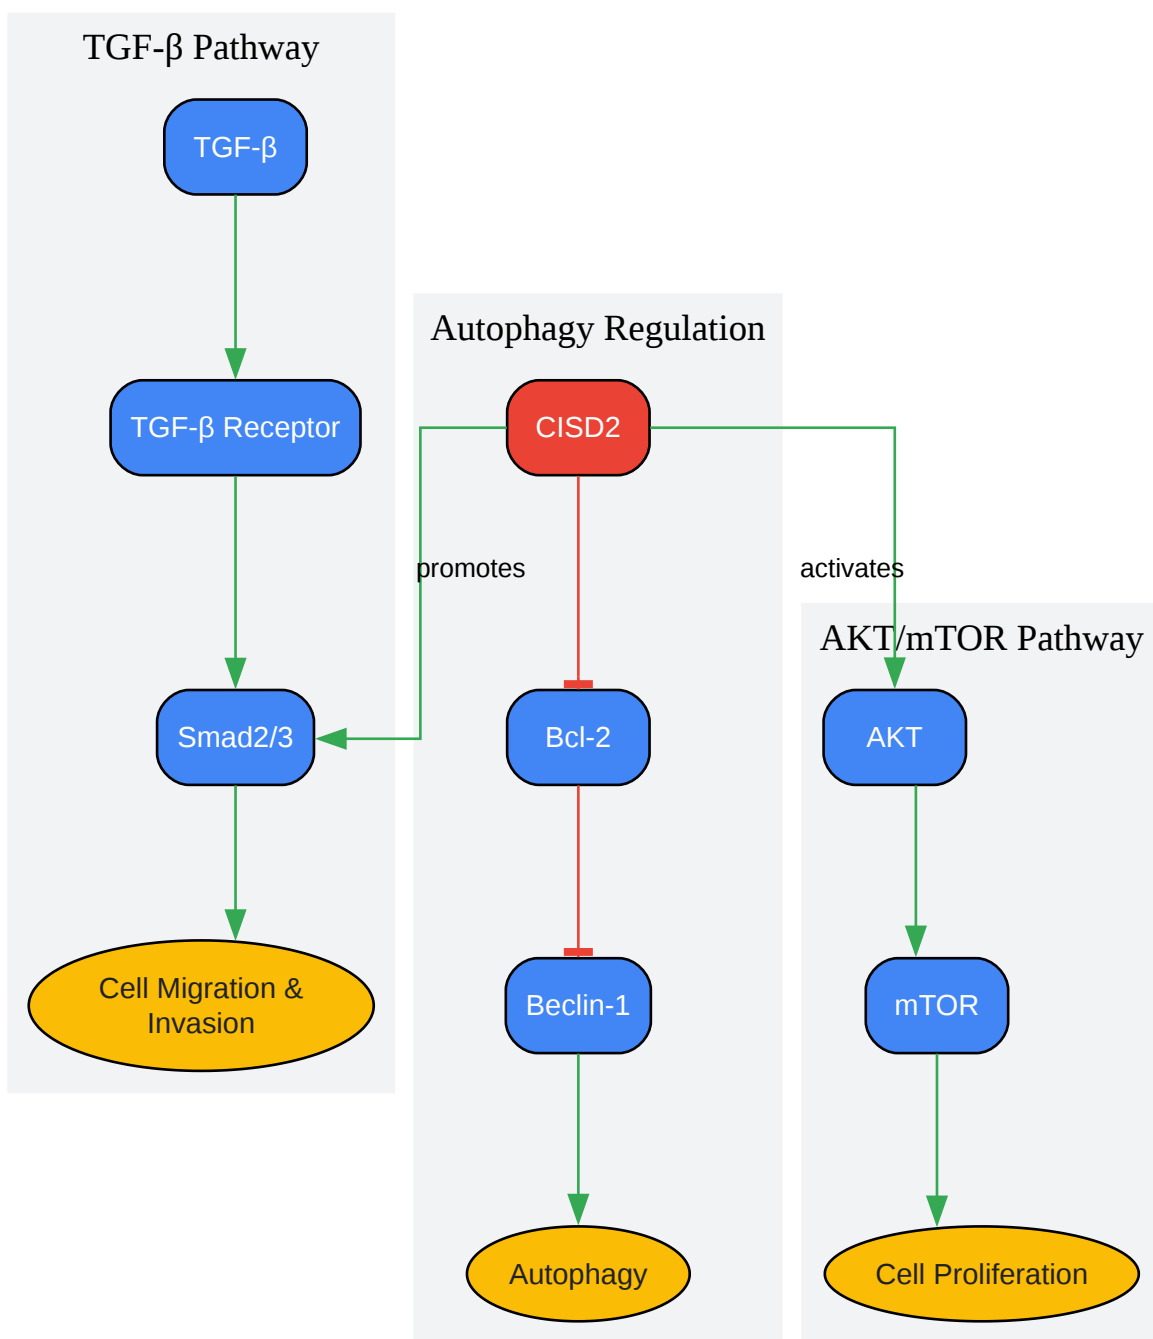 TGF-β Pathway
TGF-β
TGF-β Receptor
Smad2/3
Cell Migration &
Invasion
Autophagy Regulation
CISD2
promotes
activates
Bcl-2
Beclin-1
Autophagy
AKT/mTOR Pathway
AKT
mTOR
Cell Proliferation